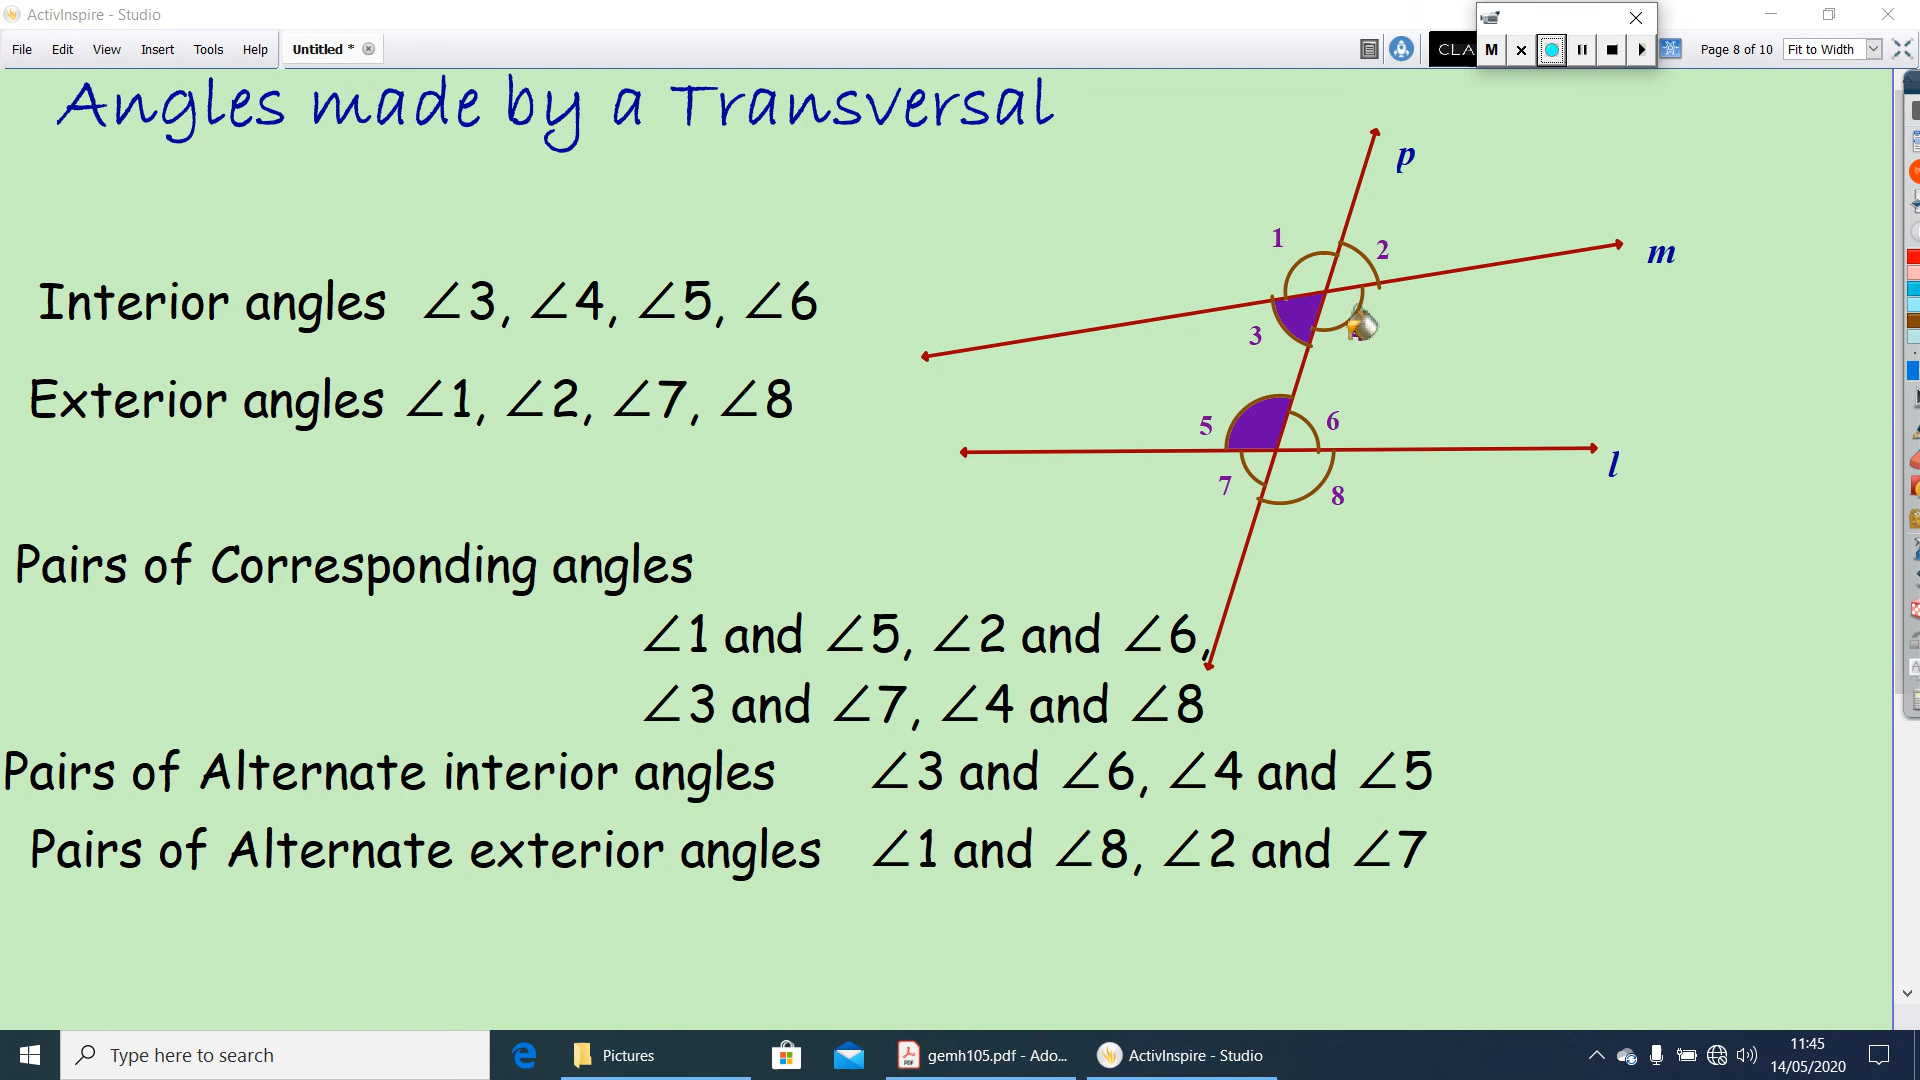 ActivInspire - Studio
File Edit View Insert Tools Help Untitled * CLA M Page 8 of 10 Fit to Width
Angles made by a Transversal
p
1 2
m
Interior angles ∠3, ∠4, ∠5, ∠6
3
Exterior angles ∠1, ∠2, ∠7, ∠8
5 6
l
7 8
Pairs of Corresponding angles
∠1 and ∠5, ∠2 and ∠6,
∠3 and ∠7, ∠4 and ∠8
Pairs of Alternate interior angles ∠3 and ∠6, ∠4 and ∠5
Pairs of Alternate exterior angles ∠1 and ∠8, ∠2 and ∠7
Type here to search Pictures gemh105.pdf - Ado... ActivInspire - Studio 11:45
14/05/2020